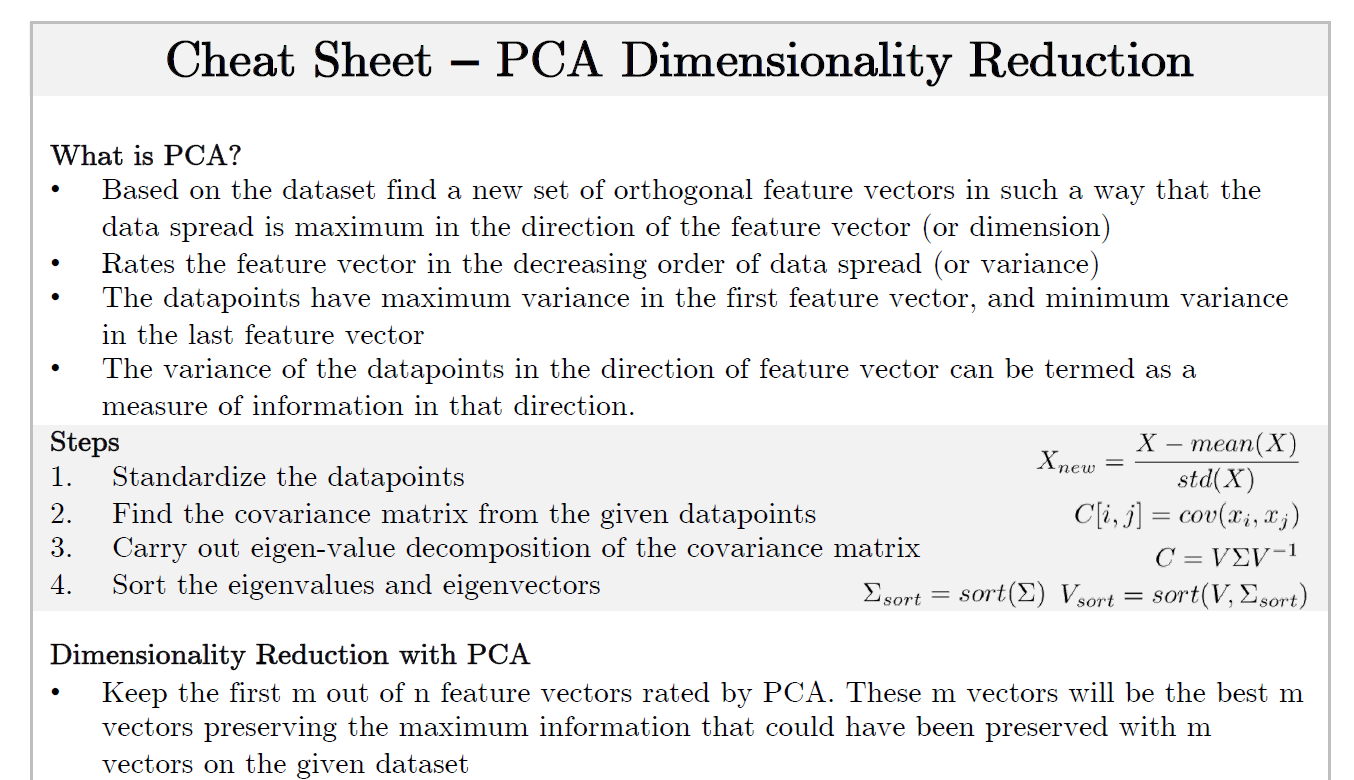 Cheat Sheet – PCA Dimensionality Reduction
What is PCA?
• Based on the dataset find a new set of orthogonal feature vectors in such a way that the
data spread is maximum in the direction of the feature vector (or dimension)
• Rates the feature vector in the decreasing order of data spread (or variance)
• The datapoints have maximum variance in the first feature vector, and minimum variance
in the last feature vector
• The variance of the datapoints in the direction of feature vector can be termed as a
measure of information in that direction.
Steps
1. Standardize the datapoints X_{new} = \frac{X - mean(X)}{std(X)}
2. Find the covariance matrix from the given datapoints C[i, j] = cov(x_i, x_j)
3. Carry out eigen-value decomposition of the covariance matrix C = VΣV^{-1}
4. Sort the eigenvalues and eigenvectors Σ_{sort} = sort(Σ) V_{sort} = sort(V, Σ_{sort})
Dimensionality Reduction with PCA
• Keep the first m out of n feature vectors rated by PCA. These m vectors will be the best m
vectors preserving the maximum information that could have been preserved with m
vectors on the given dataset